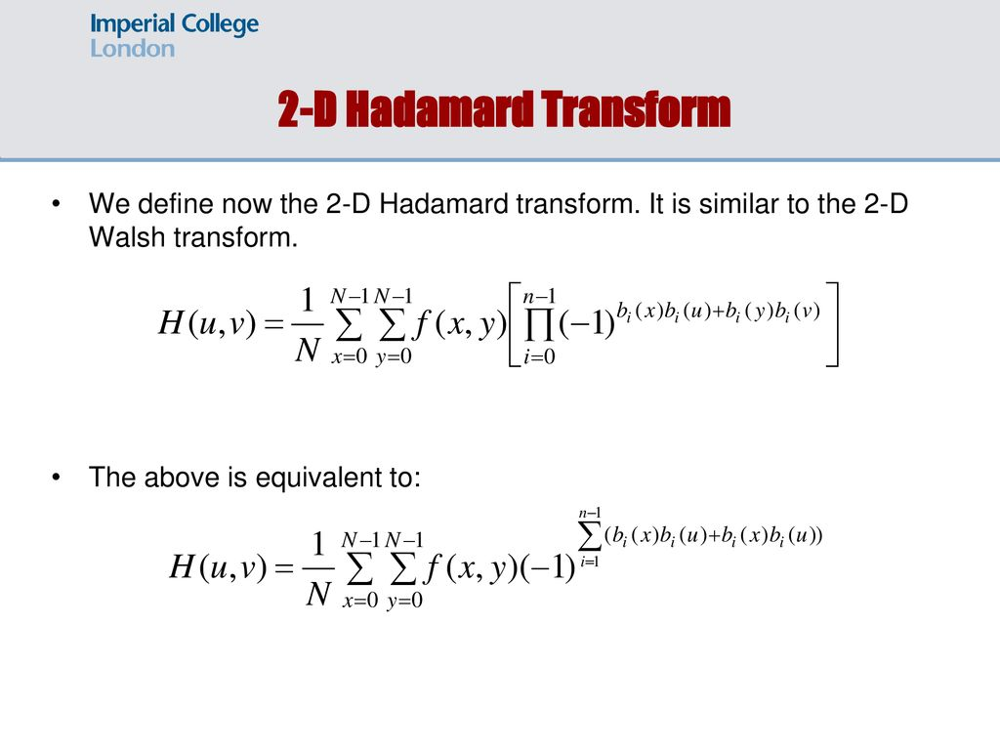 Imperial College
London
2-D Hadamard Transform
• We define now the 2-D Hadamard transform. It is similar to the 2-D
Walsh transform.
H(u,v) = \frac{1}{N} \sum_{x=0}^{N-1} \sum_{y=0}^{N-1} f(x,y) \left[ \prod_{i=0}^{n-1} (-1)^{b_i(x)b_i(u)+b_i(y)b_i(v)} \right]
• The above is equivalent to:
H(u,v) = \frac{1}{N} \sum_{x=0}^{N-1} \sum_{y=0}^{N-1} f(x,y)(-1)^{\sum_{i=1}^{n-1} (b_i(x)b_i(u)+b_i(x)b_i(u))}